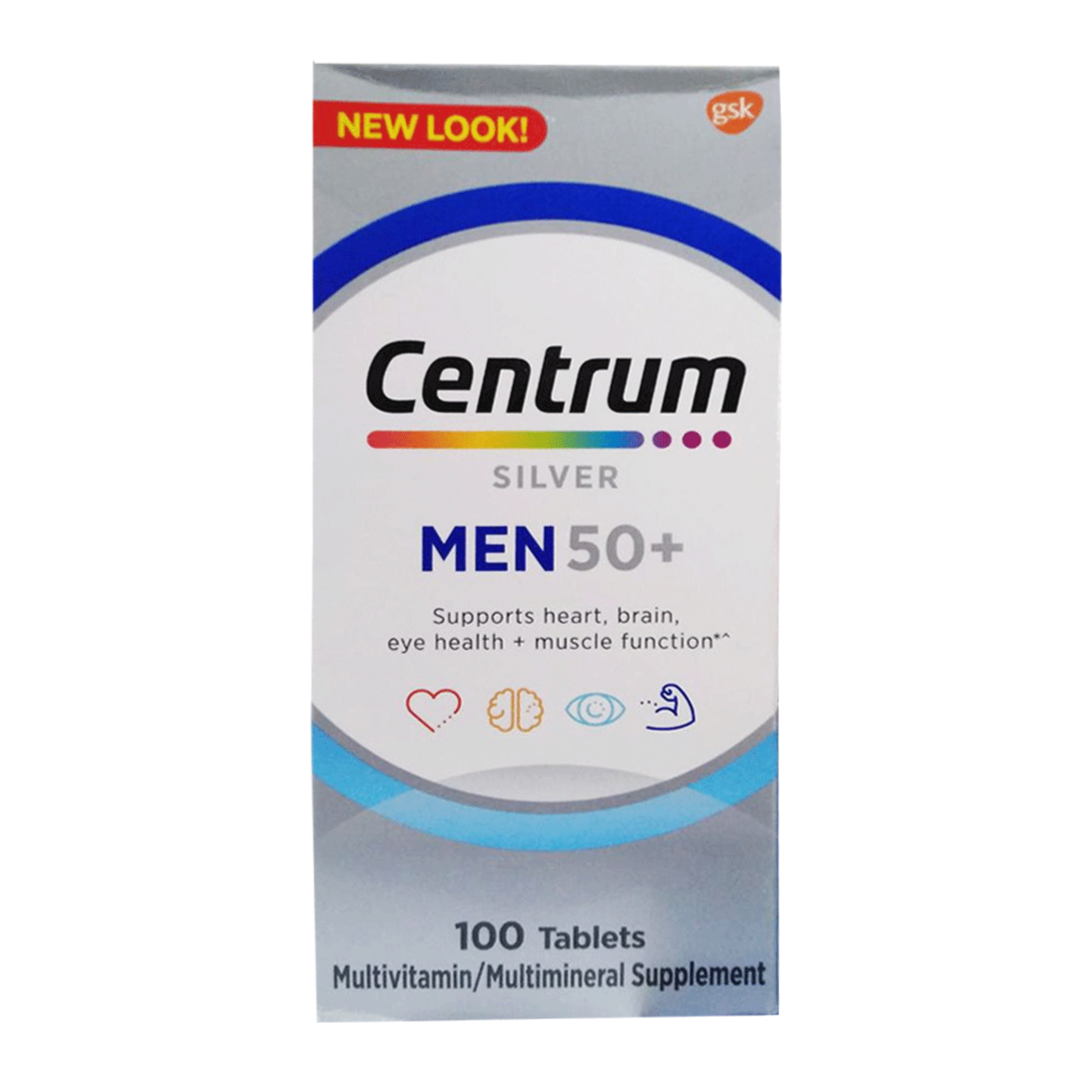 NEW LOOK!
gsk
Centrum
SILVER
MEN 50+
Supports heart, brain,
eye health + muscle function*^
100 Tablets
Multivitamin/Multimineral Supplement